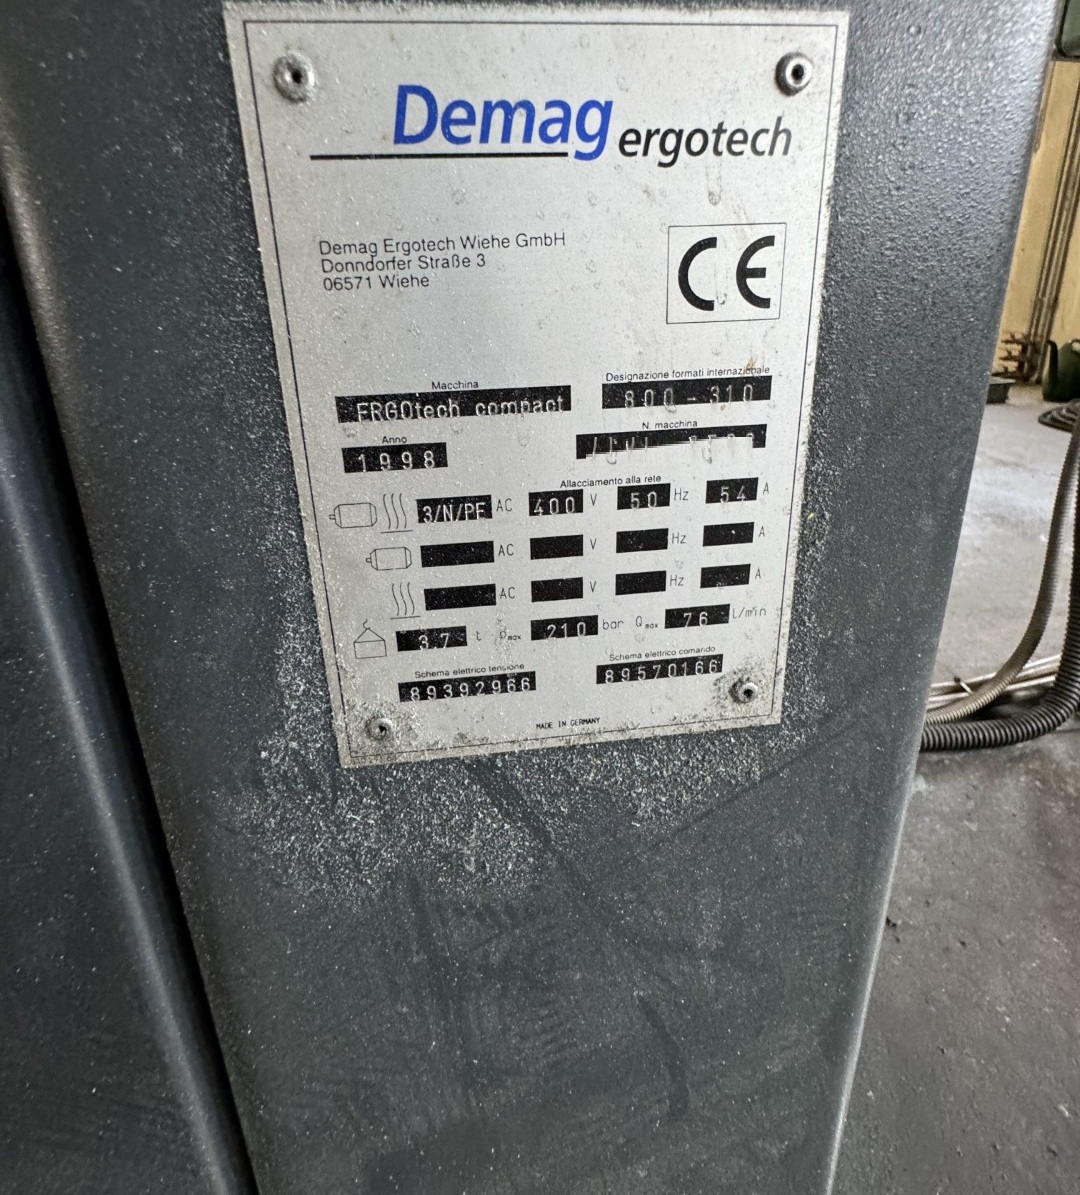 Demag ergotech
Demag Ergotech Wiehe GmbH
Donndorfer Straße 3
06571 Wiehe
CE
Macchina
ERGOtech compact
Designazione formati internazionale
800-310
Anno
1998
N. macchina
Allacciamento alla rete
3/N/PE AC 400 V 50 Hz 54 A
AC V Hz A
AC V Hz A
3.7 t pmax 210 bar Qmax 76 L/min
Schema elettrico tensione
89392966
Schema elettrico comando
89570166
MADE IN GERMANY